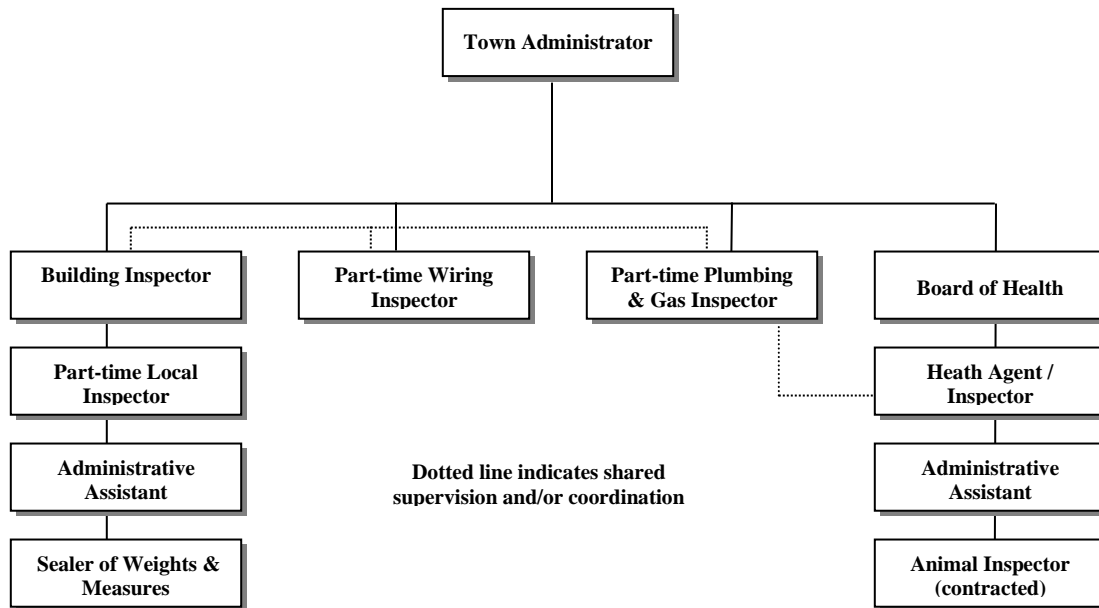 Town Administrator
Building Inspector
Part-time Wiring
Inspector
Part-time Plumbing
& Gas Inspector
Board of Health
Part-time Local
Inspector
Heath Agent /
Inspector
Administrative
Assistant
Dotted line indicates shared
supervision and/or coordination
Administrative
Assistant
Sealer of Weights &
Measures
Animal Inspector
(contracted)